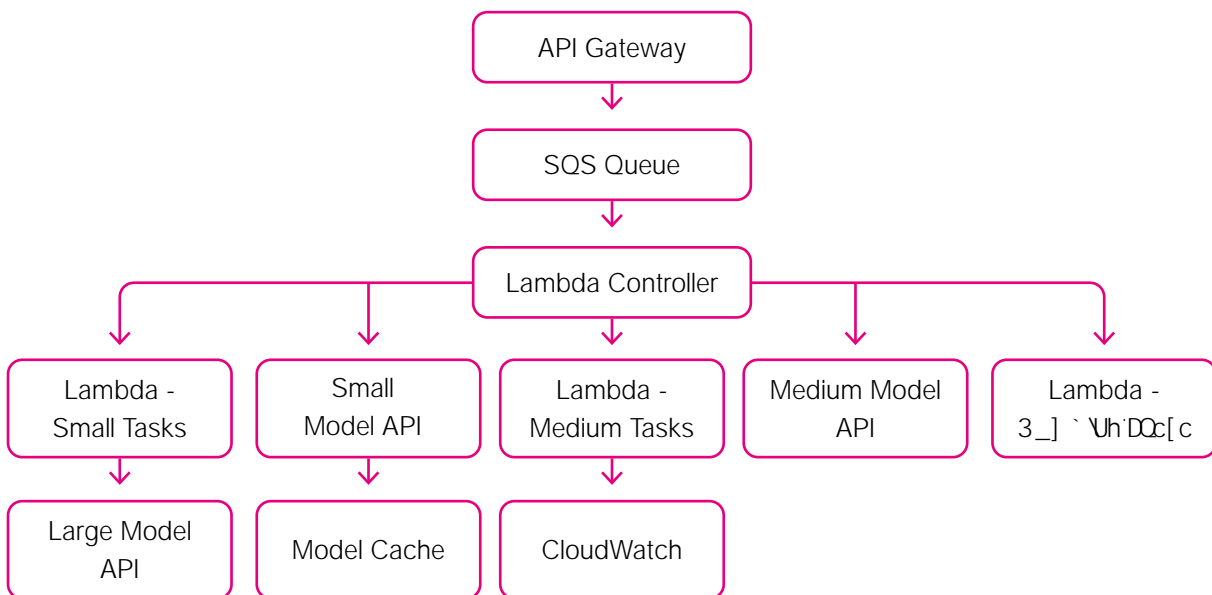 API Gateway
SQS Queue
Lambda Controller
Lambda -
Small Tasks
Small
Model API
Lambda -
Medium Tasks
Medium Model
API
Lambda -
Large Model
API
Model Cache
CloudWatch